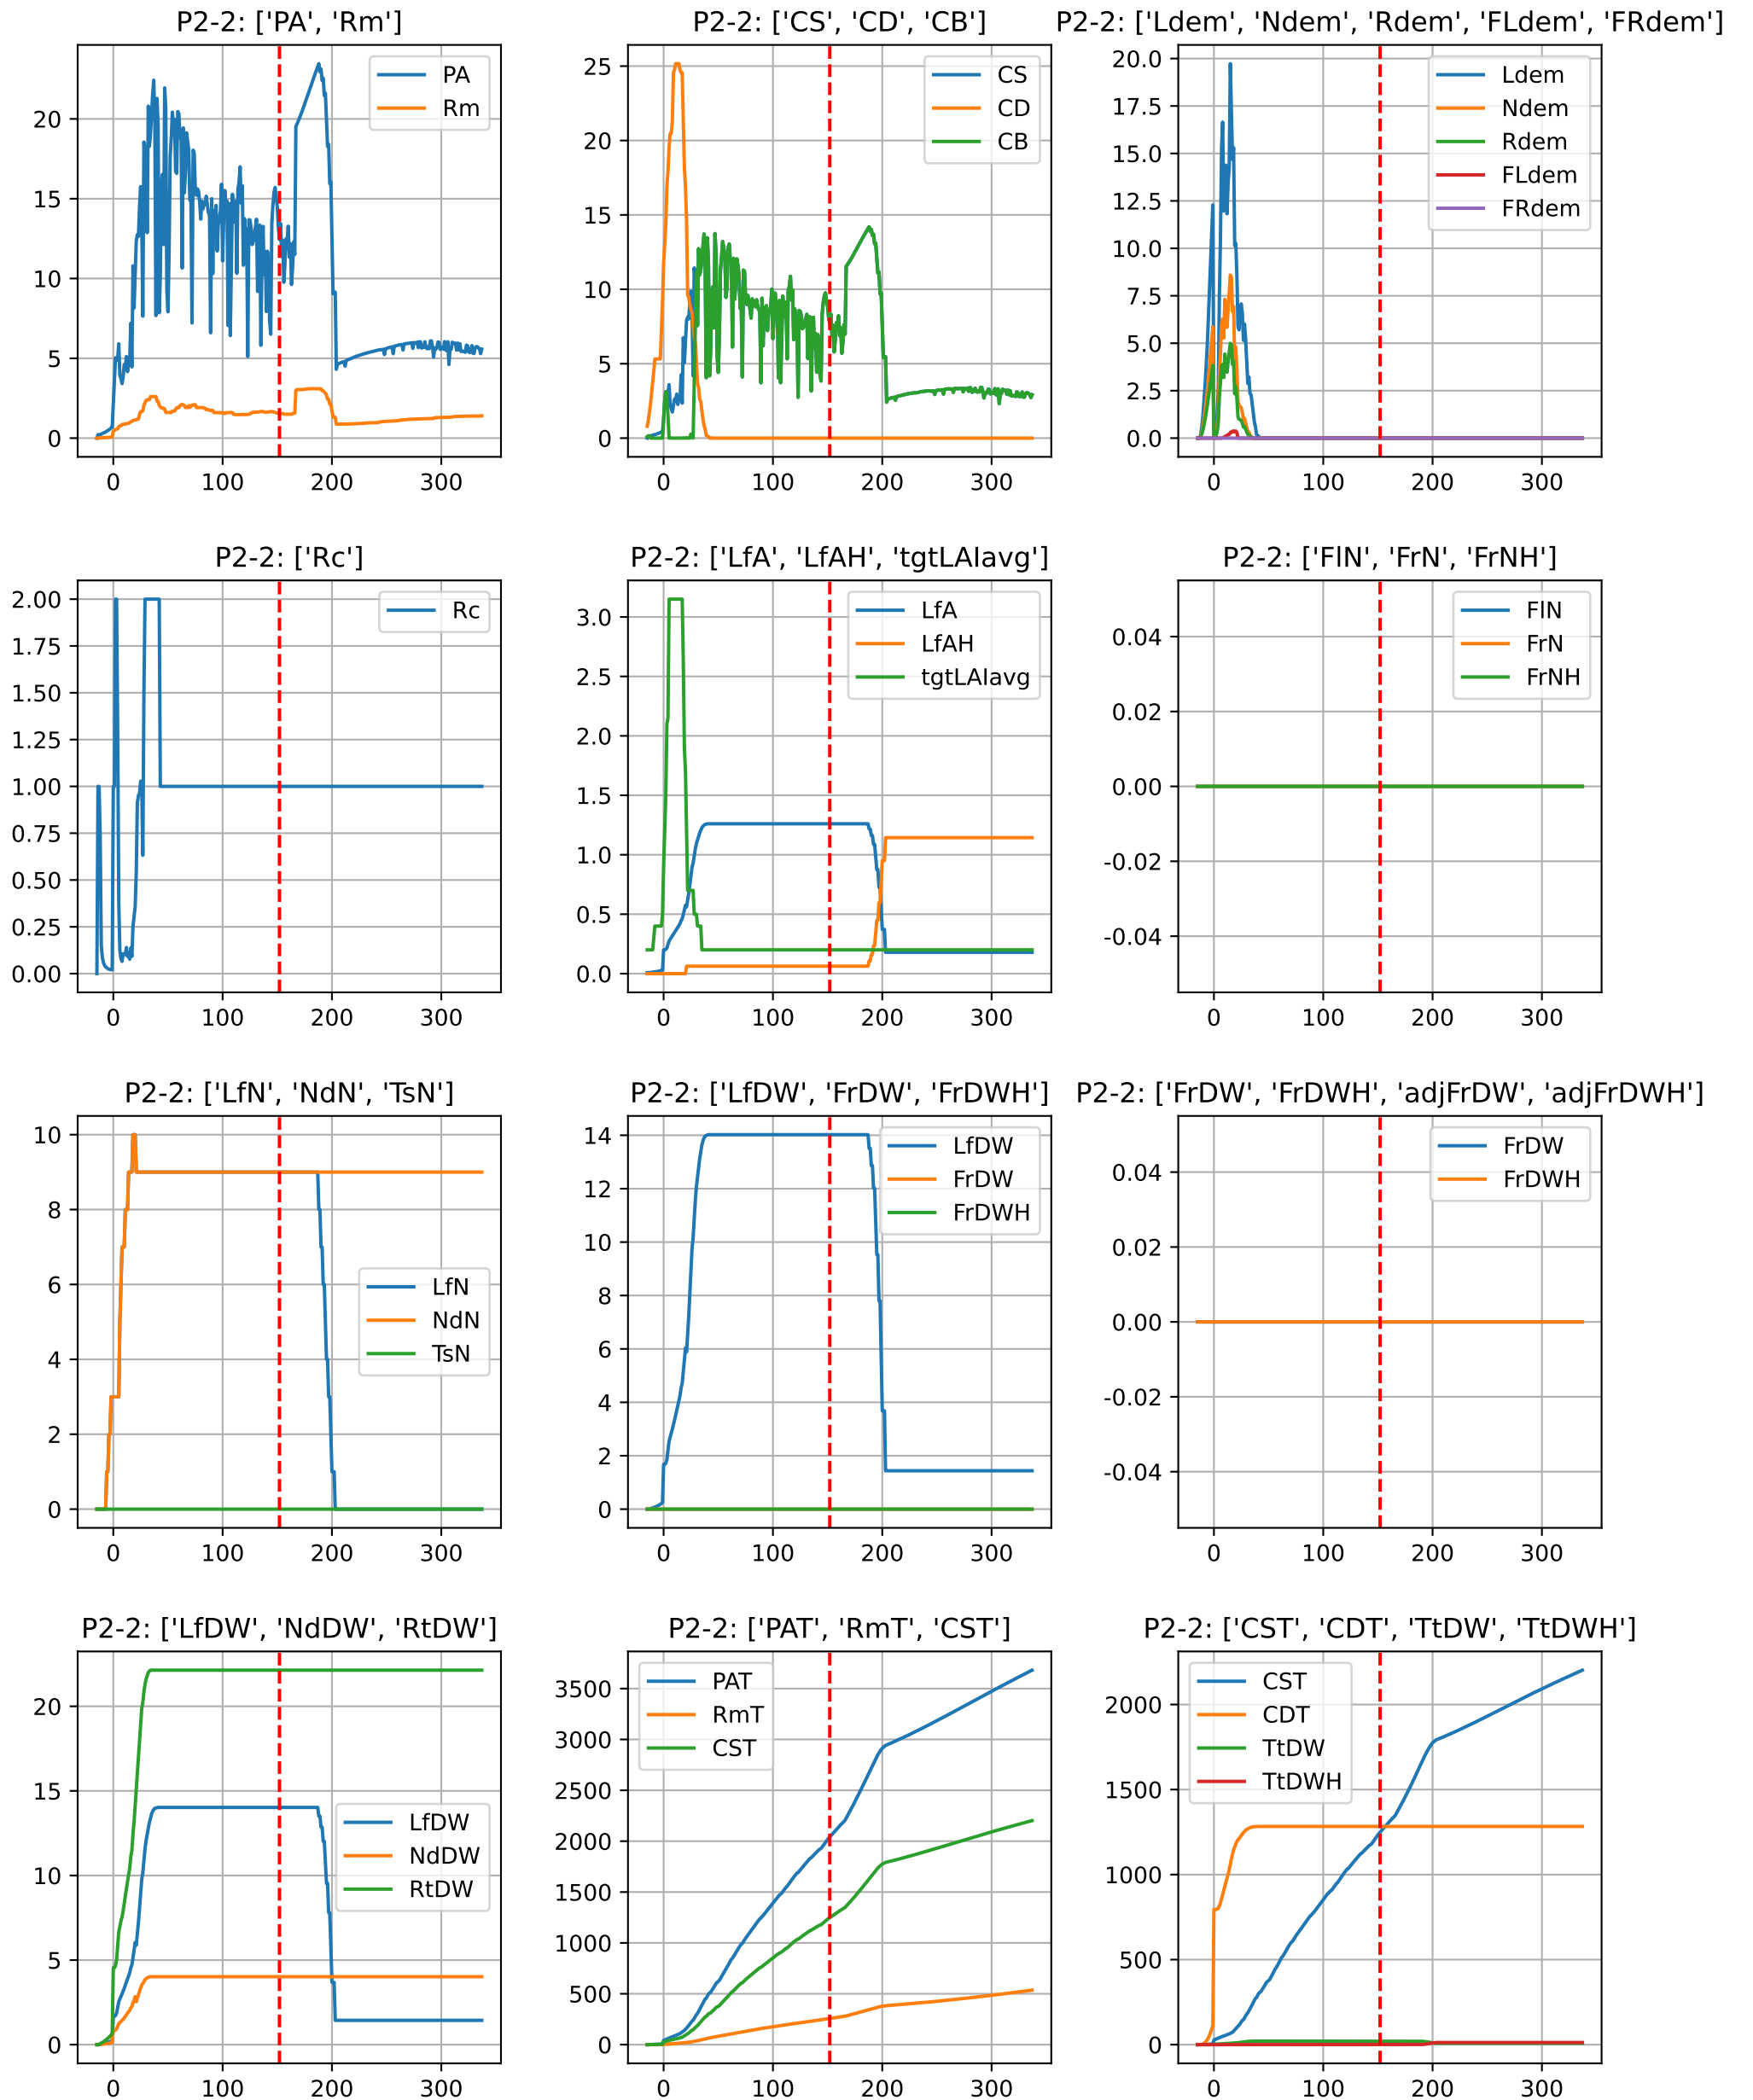 P2-2: ['PA', 'Rm']
PA
Rm
20
15
10
5
0
0 100 200 300
P2-2: ['CS', 'CD', 'CB']
CS
CD
CB
25
20
15
10
5
0
0 100 200 300
P2-2: ['Ldem', 'Ndem', 'Rdem', 'FLdem', 'FRdem']
Ldem
Ndem
Rdem
FLdem
FRdem
20.0
17.5
15.0
12.5
10.0
7.5
5.0
2.5
0.0
0 100 200 300
P2-2: ['Rc']
Rc
2.00
1.75
1.50
1.25
1.00
0.75
0.50
0.25
0.00
0 100 200 300
P2-2: ['LfA', 'LfAH', 'tgtLAIavg']
LfA
LfAH
tgtLAIavg
3.0
2.5
2.0
1.5
1.0
0.5
0.0
0 100 200 300
P2-2: ['FlN', 'FrN', 'FrNH']
FlN
FrN
FrNH
0.04
0.02
0.00
-0.02
-0.04
0 100 200 300
P2-2: ['LfN', 'NdN', 'TsN']
LfN
NdN
TsN
10
8
6
4
2
0
0 100 200 300
P2-2: ['LfDW', 'FrDW', 'FrDWH']
LfDW
FrDW
FrDWH
14
12
10
8
6
4
2
0
0 100 200 300
P2-2: ['FrDW', 'FrDWH', 'adjFrDW', 'adjFrDWH']
FrDW
FrDWH
0.04
0.02
0.00
-0.02
-0.04
0 100 200 300
P2-2: ['LfDW', 'NdDW', 'RtDW']
LfDW
NdDW
RtDW
20
15
10
5
0
0 100 200 300
P2-2: ['PAT', 'RmT', 'CST']
PAT
RmT
CST
3500
3000
2500
2000
1500
1000
500
0
0 100 200 300
P2-2: ['CST', 'CDT', 'TtDW', 'TtDWH']
CST
CDT
TtDW
TtDWH
2000
1500
1000
500
0
0 100 200 300